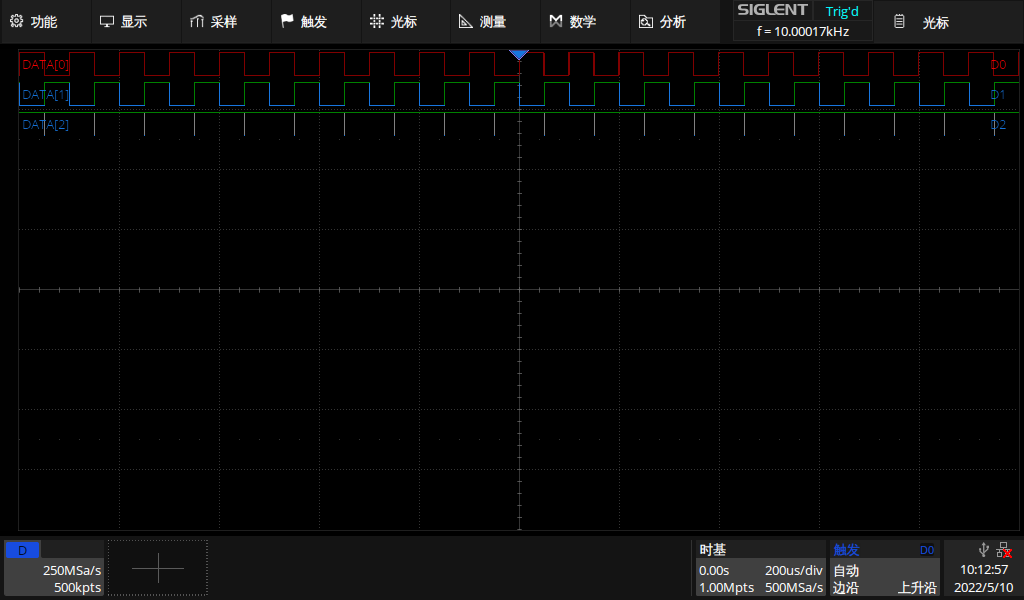 功能 显示 采样 触发 光标 测量 数学 分析 SIGLENT Trig'd 光标
f = 10.00017kHz
DATA[0] D0
DATA[1] D1
DATA[2] D2
D 时基 触发 D0
250MSa/s 0.00s 200us/div 自动 10:12:57
500kpts 1.00Mpts 500MSa/s 边沿 上升沿 2022/5/10